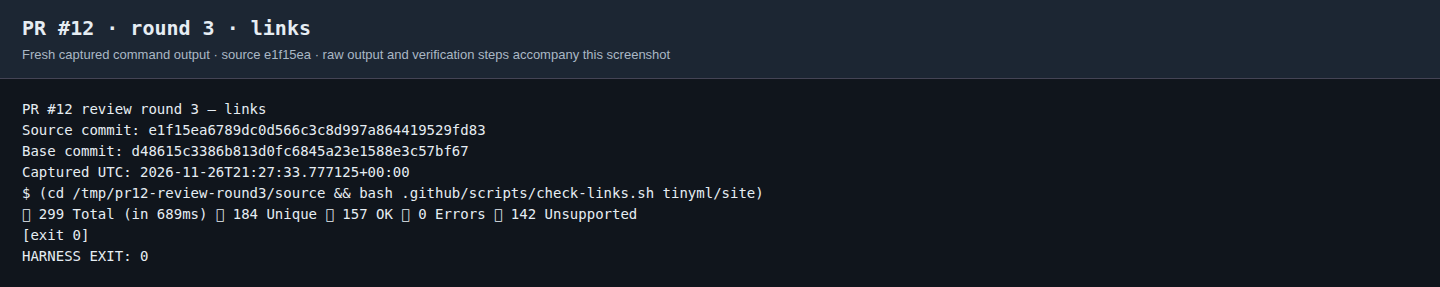 PR #12 · round 3 · links
Fresh captured command output · source e1f15ea · raw output and verification steps accompany this screenshot
PR #12 review round 3 — links
Source commit: e1f15ea6789dc0d566c3c8d997a864419529fd83
Base commit: d48615c3386b813d0fc6845a23e1588e3c57bf67
Captured UTC: 2026-11-26T21:27:33.777125+00:00
$ (cd /tmp/pr12-review-round3/source && bash .github/scripts/check-links.sh tinyml/site)
299 Total (in 689ms) 184 Unique 157 OK 0 Errors 142 Unsupported
[exit 0]
HARNESS EXIT: 0